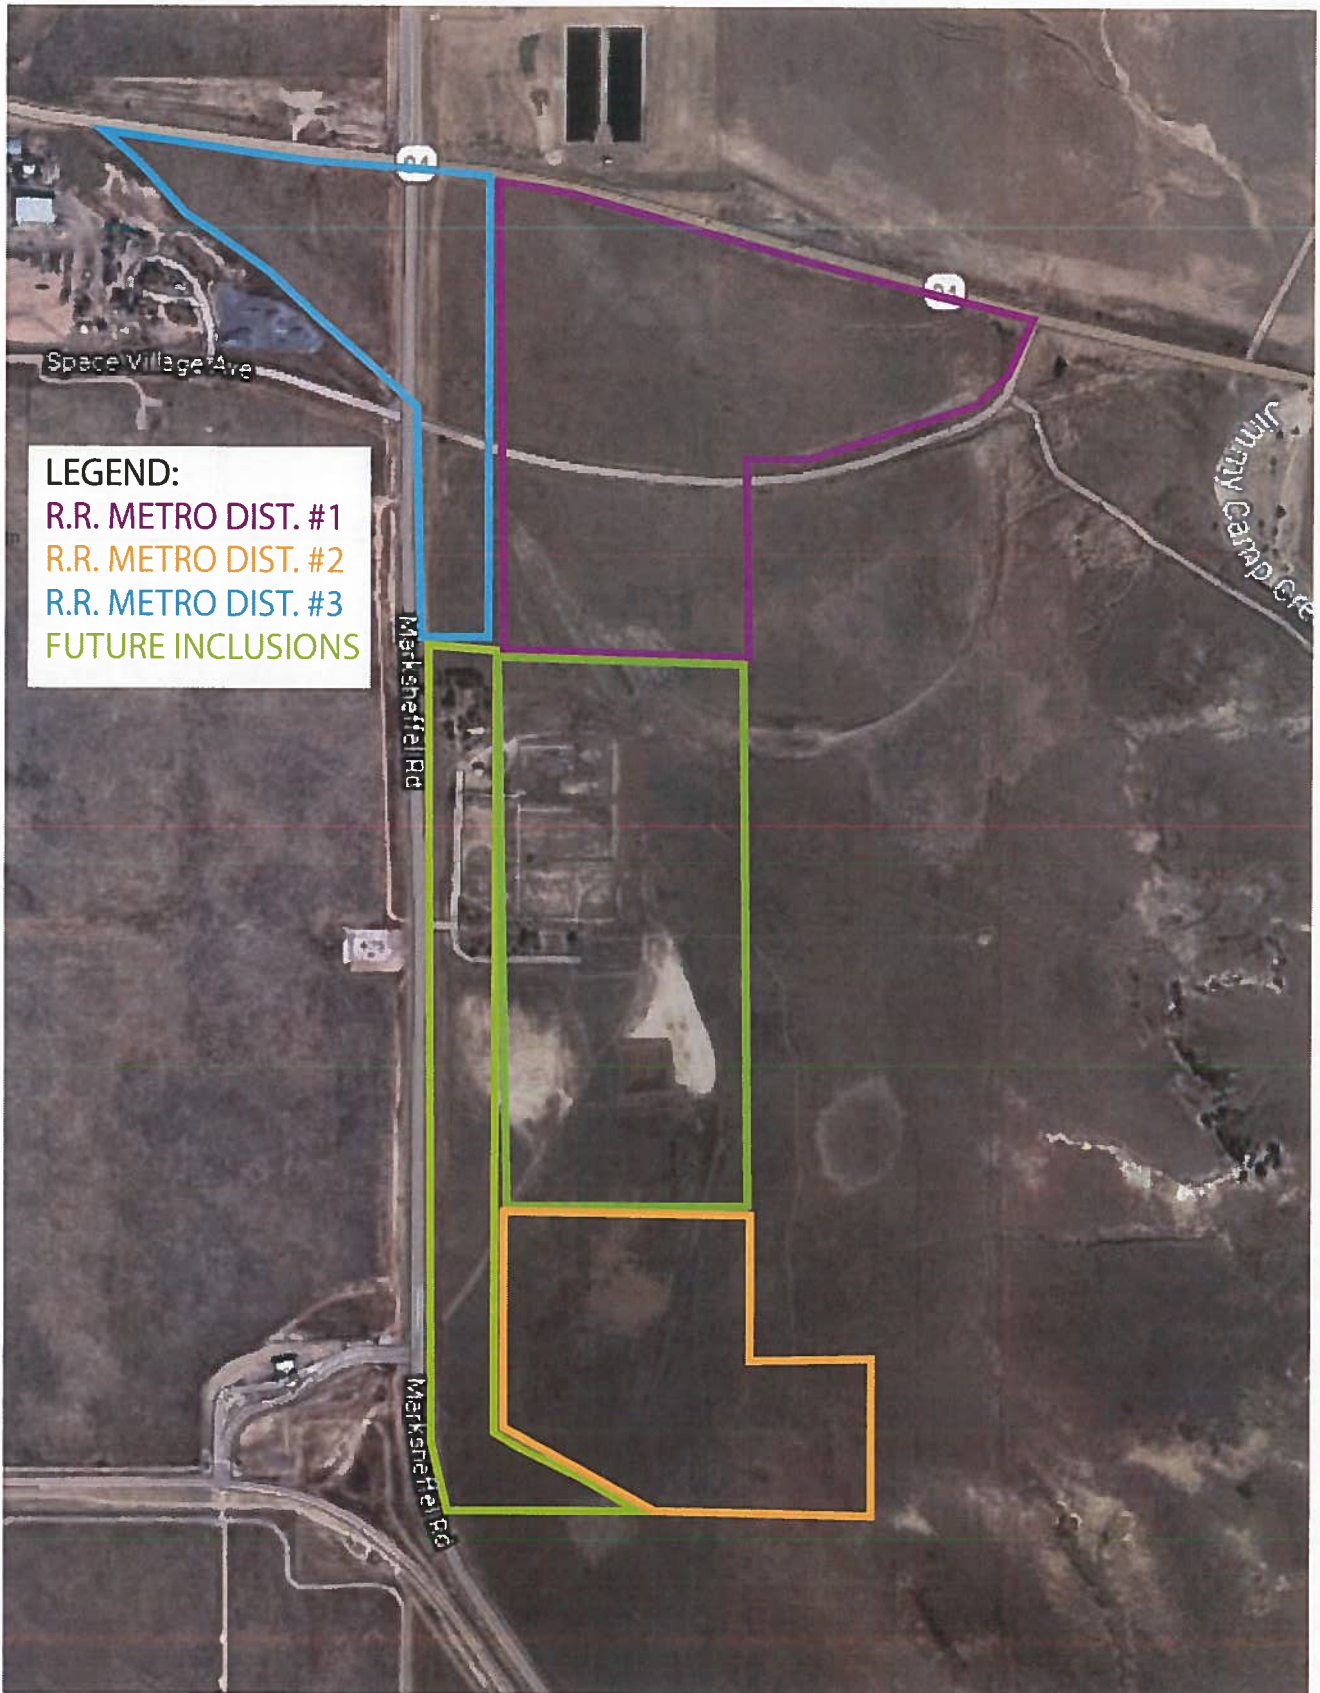 Space Village Ave
Jimmy Camp Cre
LEGEND:
R.R. METRO DIST. #1
R.R. METRO DIST. #2
R.R. METRO DIST. #3
FUTURE INCLUSIONS
Marksheffel Rd
Marksheffel Rd